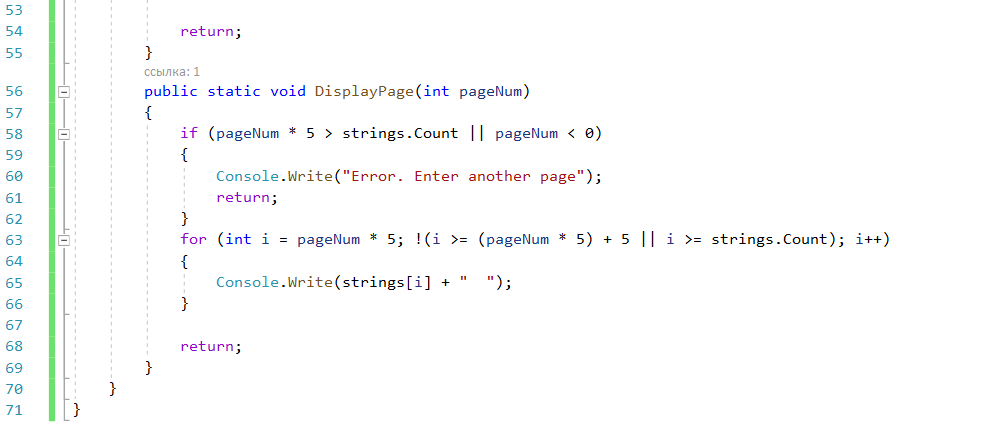 53
54 return;
55 }
ссылка: 1
56 public static void DisplayPage(int pageNum)
57 {
58 if (pageNum * 5 > strings.Count || pageNum < 0)
59 {
60 Console.Write("Error. Enter another page");
61 return;
62 }
63 for (int i = pageNum * 5; !(i >= (pageNum * 5) + 5 || i >= strings.Count); i++)
64 {
65 Console.Write(strings[i] + "  ");
66 }
67
68 return;
69 }
70 }
71 }